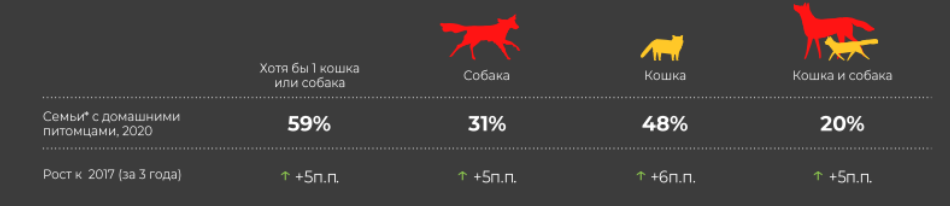 Хотя бы 1 кошка
или собака
Собака
Кошка
Кошка и собака
Семьи* с домашними
питомцами, 2020
59%
31%
48%
20%
Рост к 2017 (за 3 года)
↑ +5п.п.
↑ +5п.п.
↑ +6п.п.
↑ +5п.п.